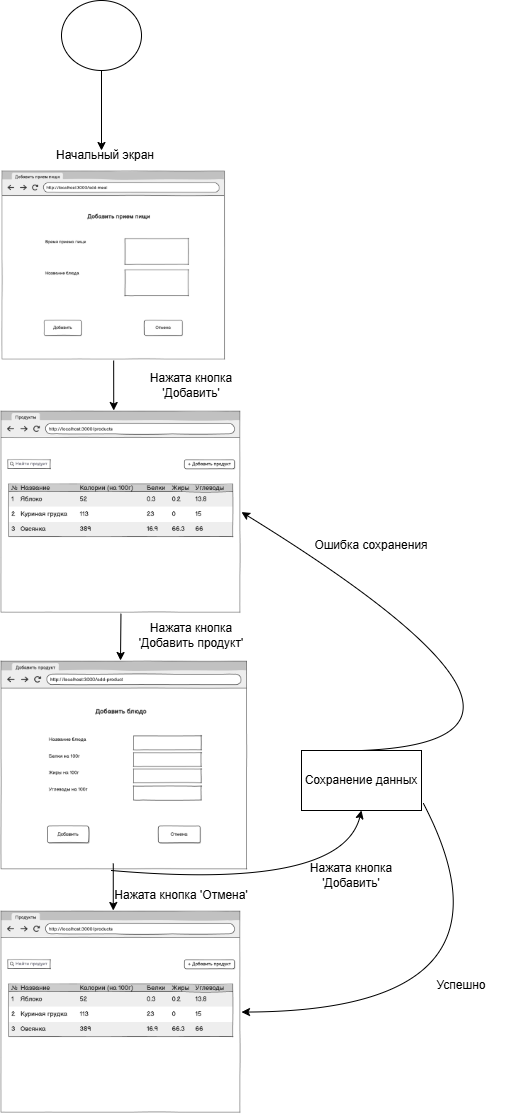 Начальный экран
Добавить прием пищи
http://localhost:3000/add-meal
Добавить прием пищи
Время приема пищи
Название блюда
Добавить Отмена
Нажата кнопка
'Добавить'
Продукты
http://localhost:3000/products
Найти продукт + Добавить продукт
№ Название Калории (на 100г) Белки Жиры Углеводы
1 Яблоко 52 0.3 0.2 13.8
2 Куриная грудка 113 23 0 15
3 Овсянка 389 16.9 66.3 66
Ошибка сохранения
Нажата кнопка
'Добавить продукт'
Добавить продукт
http://localhost:3000/add-product
Добавить блюдо
Название блюда
Белки на 100г
Жиры на 100г
Углеводы на 100г
Добавить Отмена
Сохранение данных
Нажата кнопка
'Добавить'
Нажата кнопка 'Отмена'
Продукты
http://localhost:3000/products
Найти продукт + Добавить продукт
№ Название Калории (на 100г) Белки Жиры Углеводы
1 Яблоко 52 0.3 0.2 13.8
2 Куриная грудка 113 23 0 15
3 Овсянка 389 16.9 66.3 66
Успешно